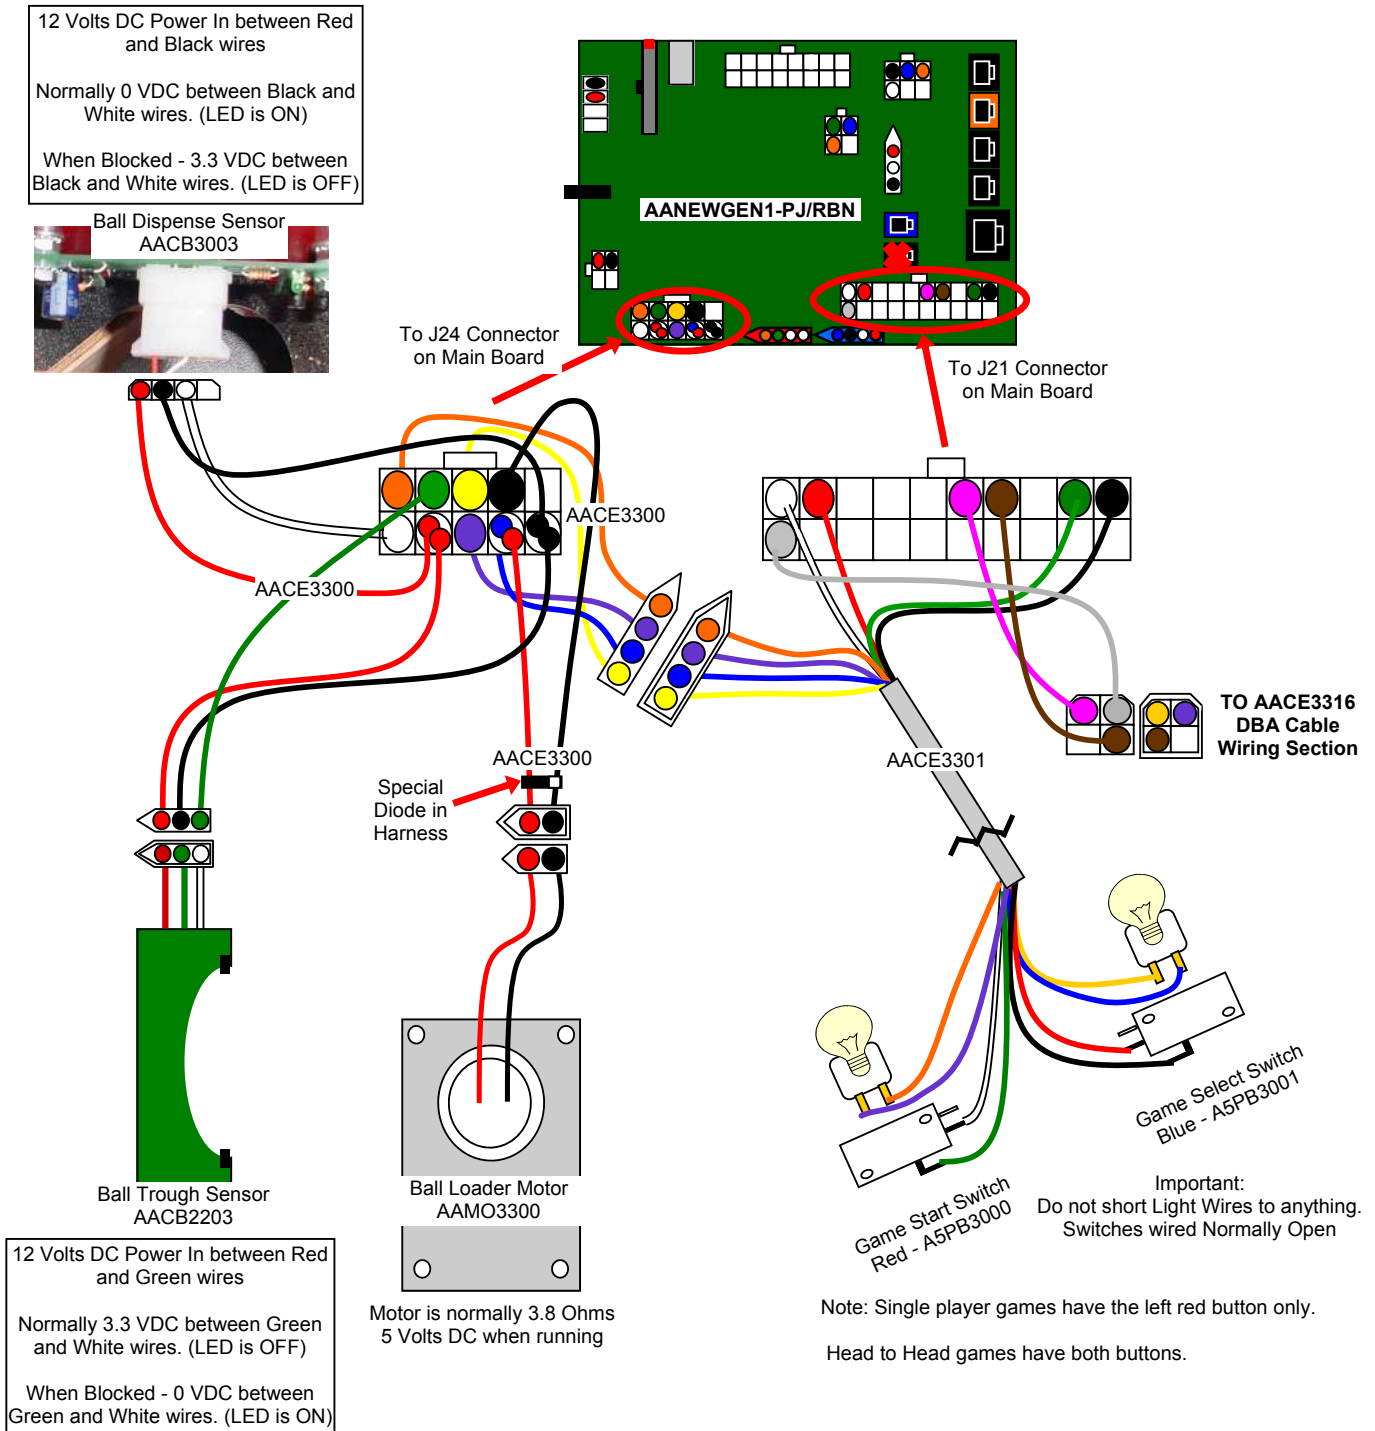 12 Volts DC Power In between Red
and Black wires
Normally 0 VDC between Black and
White wires. (LED is ON)
When Blocked - 3.3 VDC between
Black and White wires. (LED is OFF)
Ball Dispense Sensor
AACB3003
AANEWGEN1-PJ/RBN
To J24 Connector
on Main Board
To J21 Connector
on Main Board
AACE3300
AACE3300
AACE3300
AACE3301
TO AACE3316
DBA Cable
Wiring Section
Special
Diode in
Harness
Ball Trough Sensor
AACB2203
12 Volts DC Power In between Red
and Green wires
Normally 3.3 VDC between Green
and White wires. (LED is OFF)
When Blocked - 0 VDC between
Green and White wires. (LED is ON)
Ball Loader Motor
AAMO3300
Motor is normally 3.8 Ohms
5 Volts DC when running
Game Start Switch
Red - A5PB3000
Game Select Switch
Blue - A5PB3001
Important:
Do not short Light Wires to anything.
Switches wired Normally Open
Note: Single player games have the left red button only.
Head to Head games have both buttons.